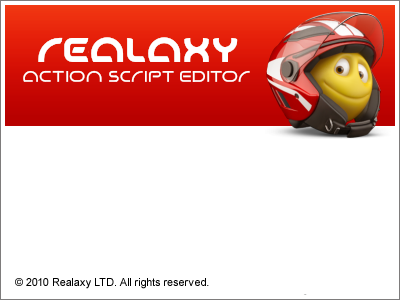 REALAXY
ACTION SCRIPT EDITOR
© 2010 Realaxy LTD. All rights reserved.